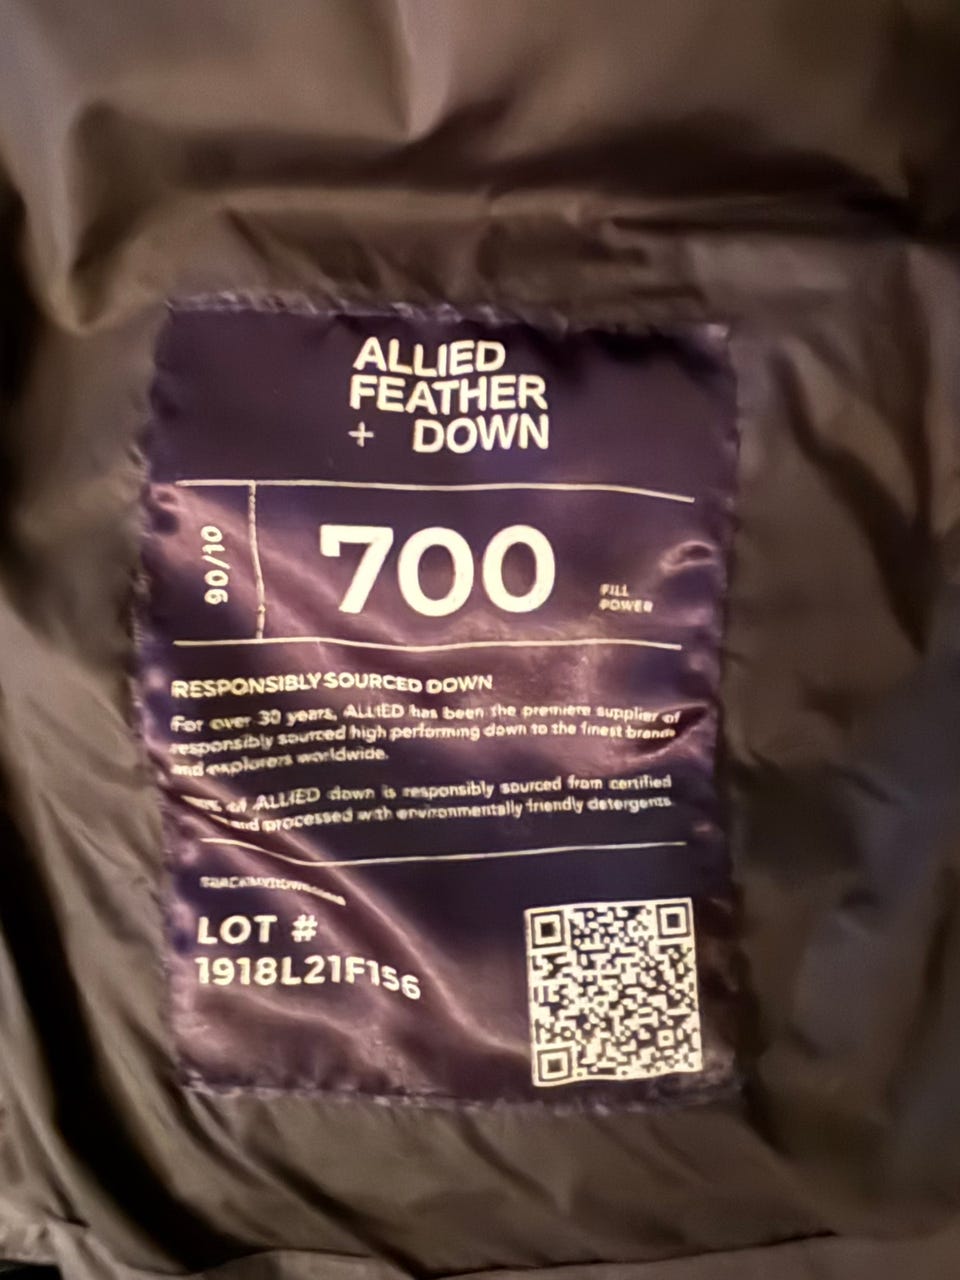 ALLIED
FEATHER
+ DOWN
90/10
700
FILL
POWER
RESPONSIBLY SOURCED DOWN
For over 30 years, ALLIED has been the premiere supplier of
responsibly sourced high performing down to the finest brands
and explorers worldwide.
of ALLIED down is responsibly sourced from certified
and processed with environmentally friendly detergents.
LOT #
1918L21F156